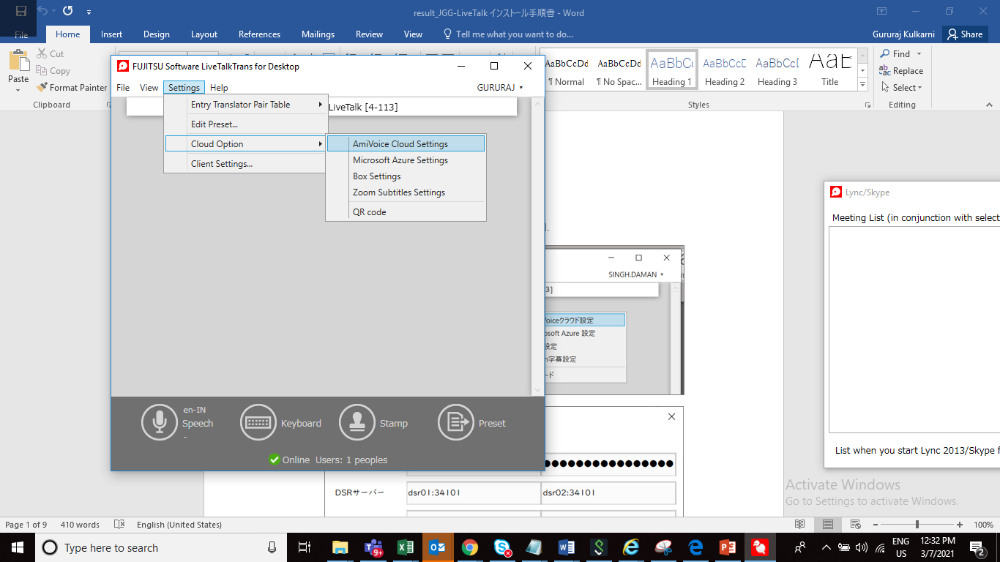 result_JGG-LiveTalk インストール手順書 - Word
File Home Insert Design Layout References Mailings Review View Tell me what you want to do...
Gururaj Kulkarni Share
Paste
Cut
Copy
Format Painter
Clipboard
AaBbCcDd AaBbCcDd AaBbCc AaBbCcC AaBbCcD AaB
¶ Normal ¶ No Spac... Heading 1 Heading 2 Heading 3 Title
Styles
Find
Replace
Select
Editing
FUJITSU Software LiveTalkTrans for Desktop
File View Settings Help
GURURAJ
LiveTalk [4-113]
Entry Translator Pair Table
Edit Preset...
Cloud Option
Client Settings...
AmiVoice Cloud Settings
Microsoft Azure Settings
Box Settings
Zoom Subtitles Settings
QR code
SINGH.DAMAN
3]
Voiceクラウド設定
osoft Azure 設定
設定
字幕設定
ード
en-IN
Speech
-
Keyboard
Stamp
Preset
Online Users: 1 peoples
DSRサーバー dsr01:34101 dsr02:34101
Lync/Skype
Meeting List (in conjunction with select
List when you start Lync 2013/Skype f
Activate Windows
Go to Settings to activate Windows.
Page 1 of 9 410 words English (United States)
100%
Type here to search
9+
ENG
US
12:32 PM
3/7/2021
2